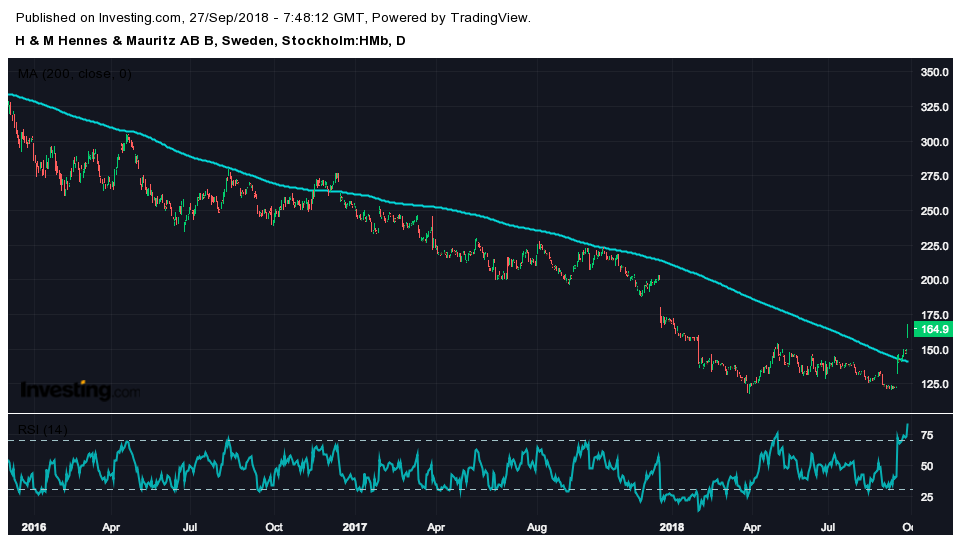 Published on Investing.com, 27/Sep/2018 - 7:48:12 GMT, Powered by TradingView.
H & M Hennes & Mauritz AB B, Sweden, Stockholm:HMb, D
MA (200, close, 0)
350.0
325.0
300.0
275.0
250.0
225.0
200.0
175.0
164.9
150.0
125.0
Investing.com
RSI (14)
75
50
25
2016 Apr Jul Oct 2017 Apr Aug 2018 Apr Jul Oc